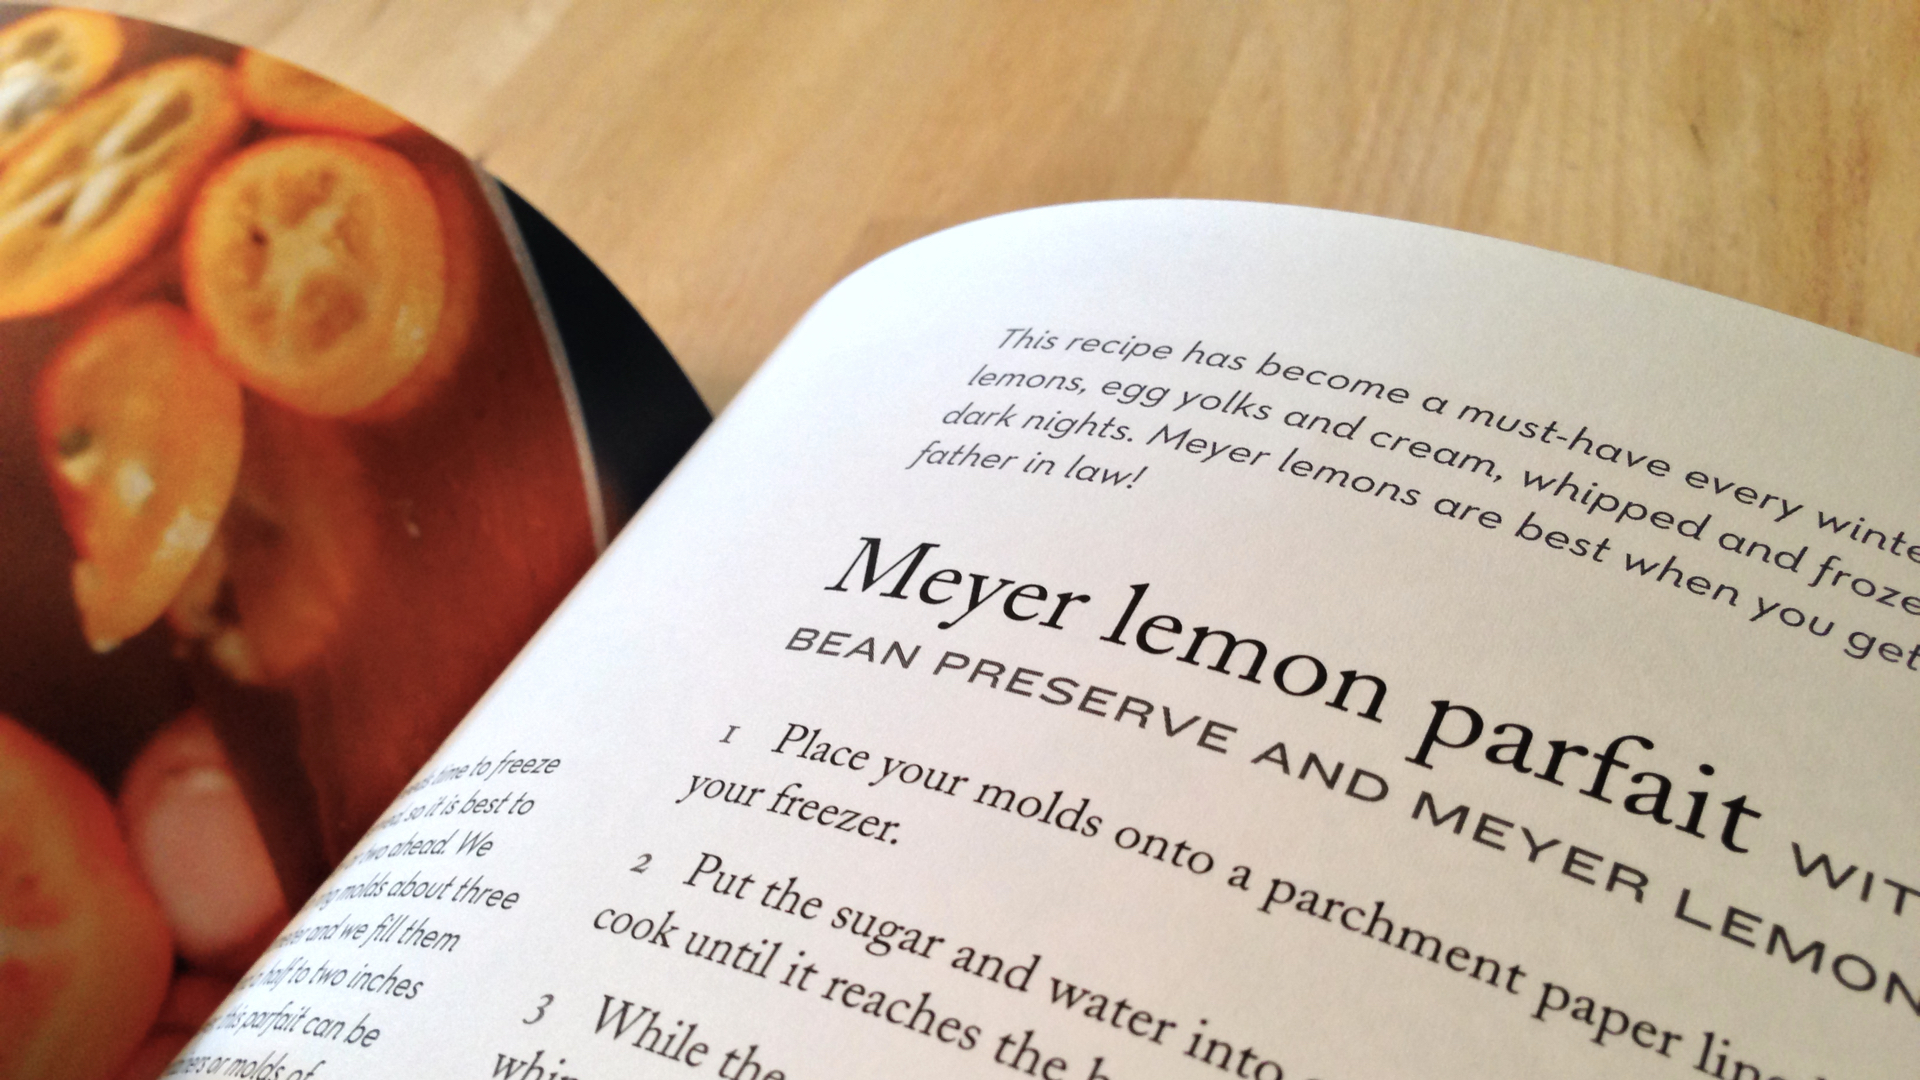 This recipe has become a must-have every
lemons, egg yolks and cream, whipped and
dark nights. Meyer lemons are best when you get
father in law!
Meyer lemon parfait
BEAN PRESERVE AND MEYER LEMON
1 Place your molds onto a parchment paper
your freezer.
2 Put the sugar and water into
cook until it reaches the
3 While the
time to freeze
so it is best to
two ahead. We
molds about three
and we fill them
half to two inches
this parfait can be
or molds of